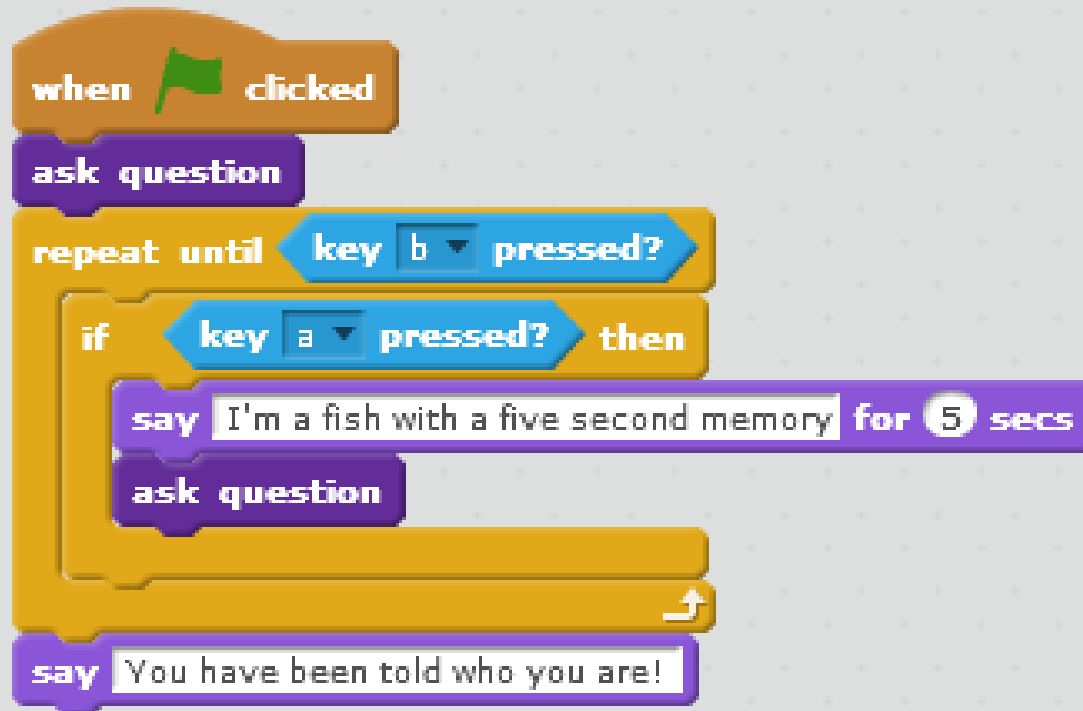 when clicked
ask question
repeat until key b pressed?
if key a pressed? then
say I'm a fish with a five second memory for 5 secs
ask question
say You have been told who you are!